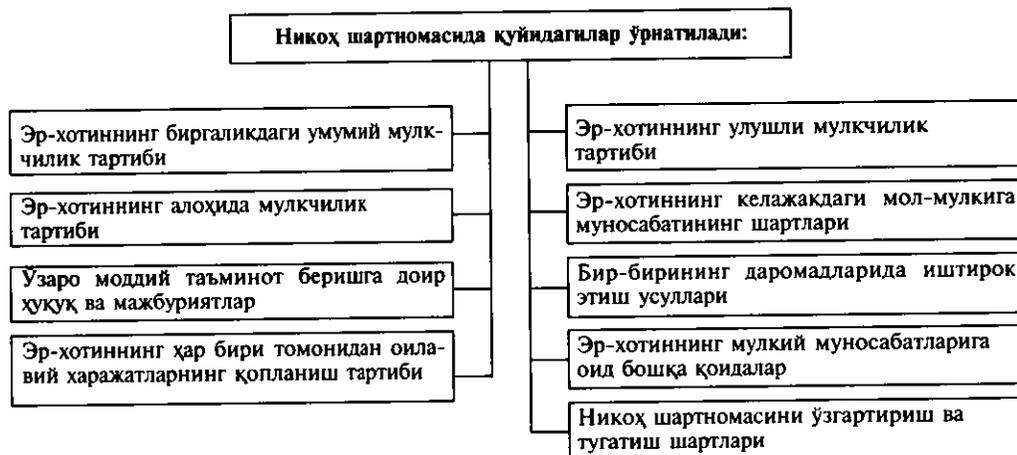 Никоҳ шартномасида қуйидагилар ўрнатилади:
Эр-хотиннинг биргаликдаги умумий мулк-
чилик тартиби
Эр-хотиннинг алоҳида мулкчилик
тартиби
Ўзаро моддий таъминот беришга доир
ҳуқуқ ва мажбуриятлар
Эр-хотиннинг ҳар бири томонидан оила-
вий харажатларнинг қопланиш тартиби
Эр-хотиннинг улушли мулкчилик
тартиби
Эр-хотиннинг келажакдаги мол-мулкига
муносабатининг шартлари
Бир-бирининг даромадларида иштирок
этиш усуллари
Эр-хотиннинг мулкий муносабатларига
оид бошқа қоидалар
Никоҳ шартномасини ўзгартириш ва
тугатиш шартлари